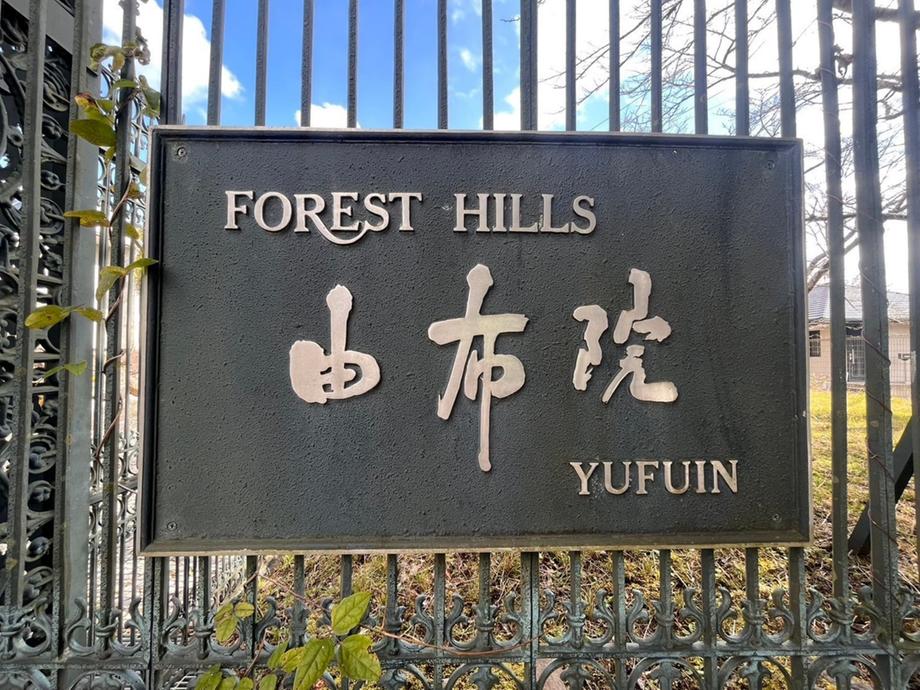 FOREST HILLS
由布院
YUFUIN